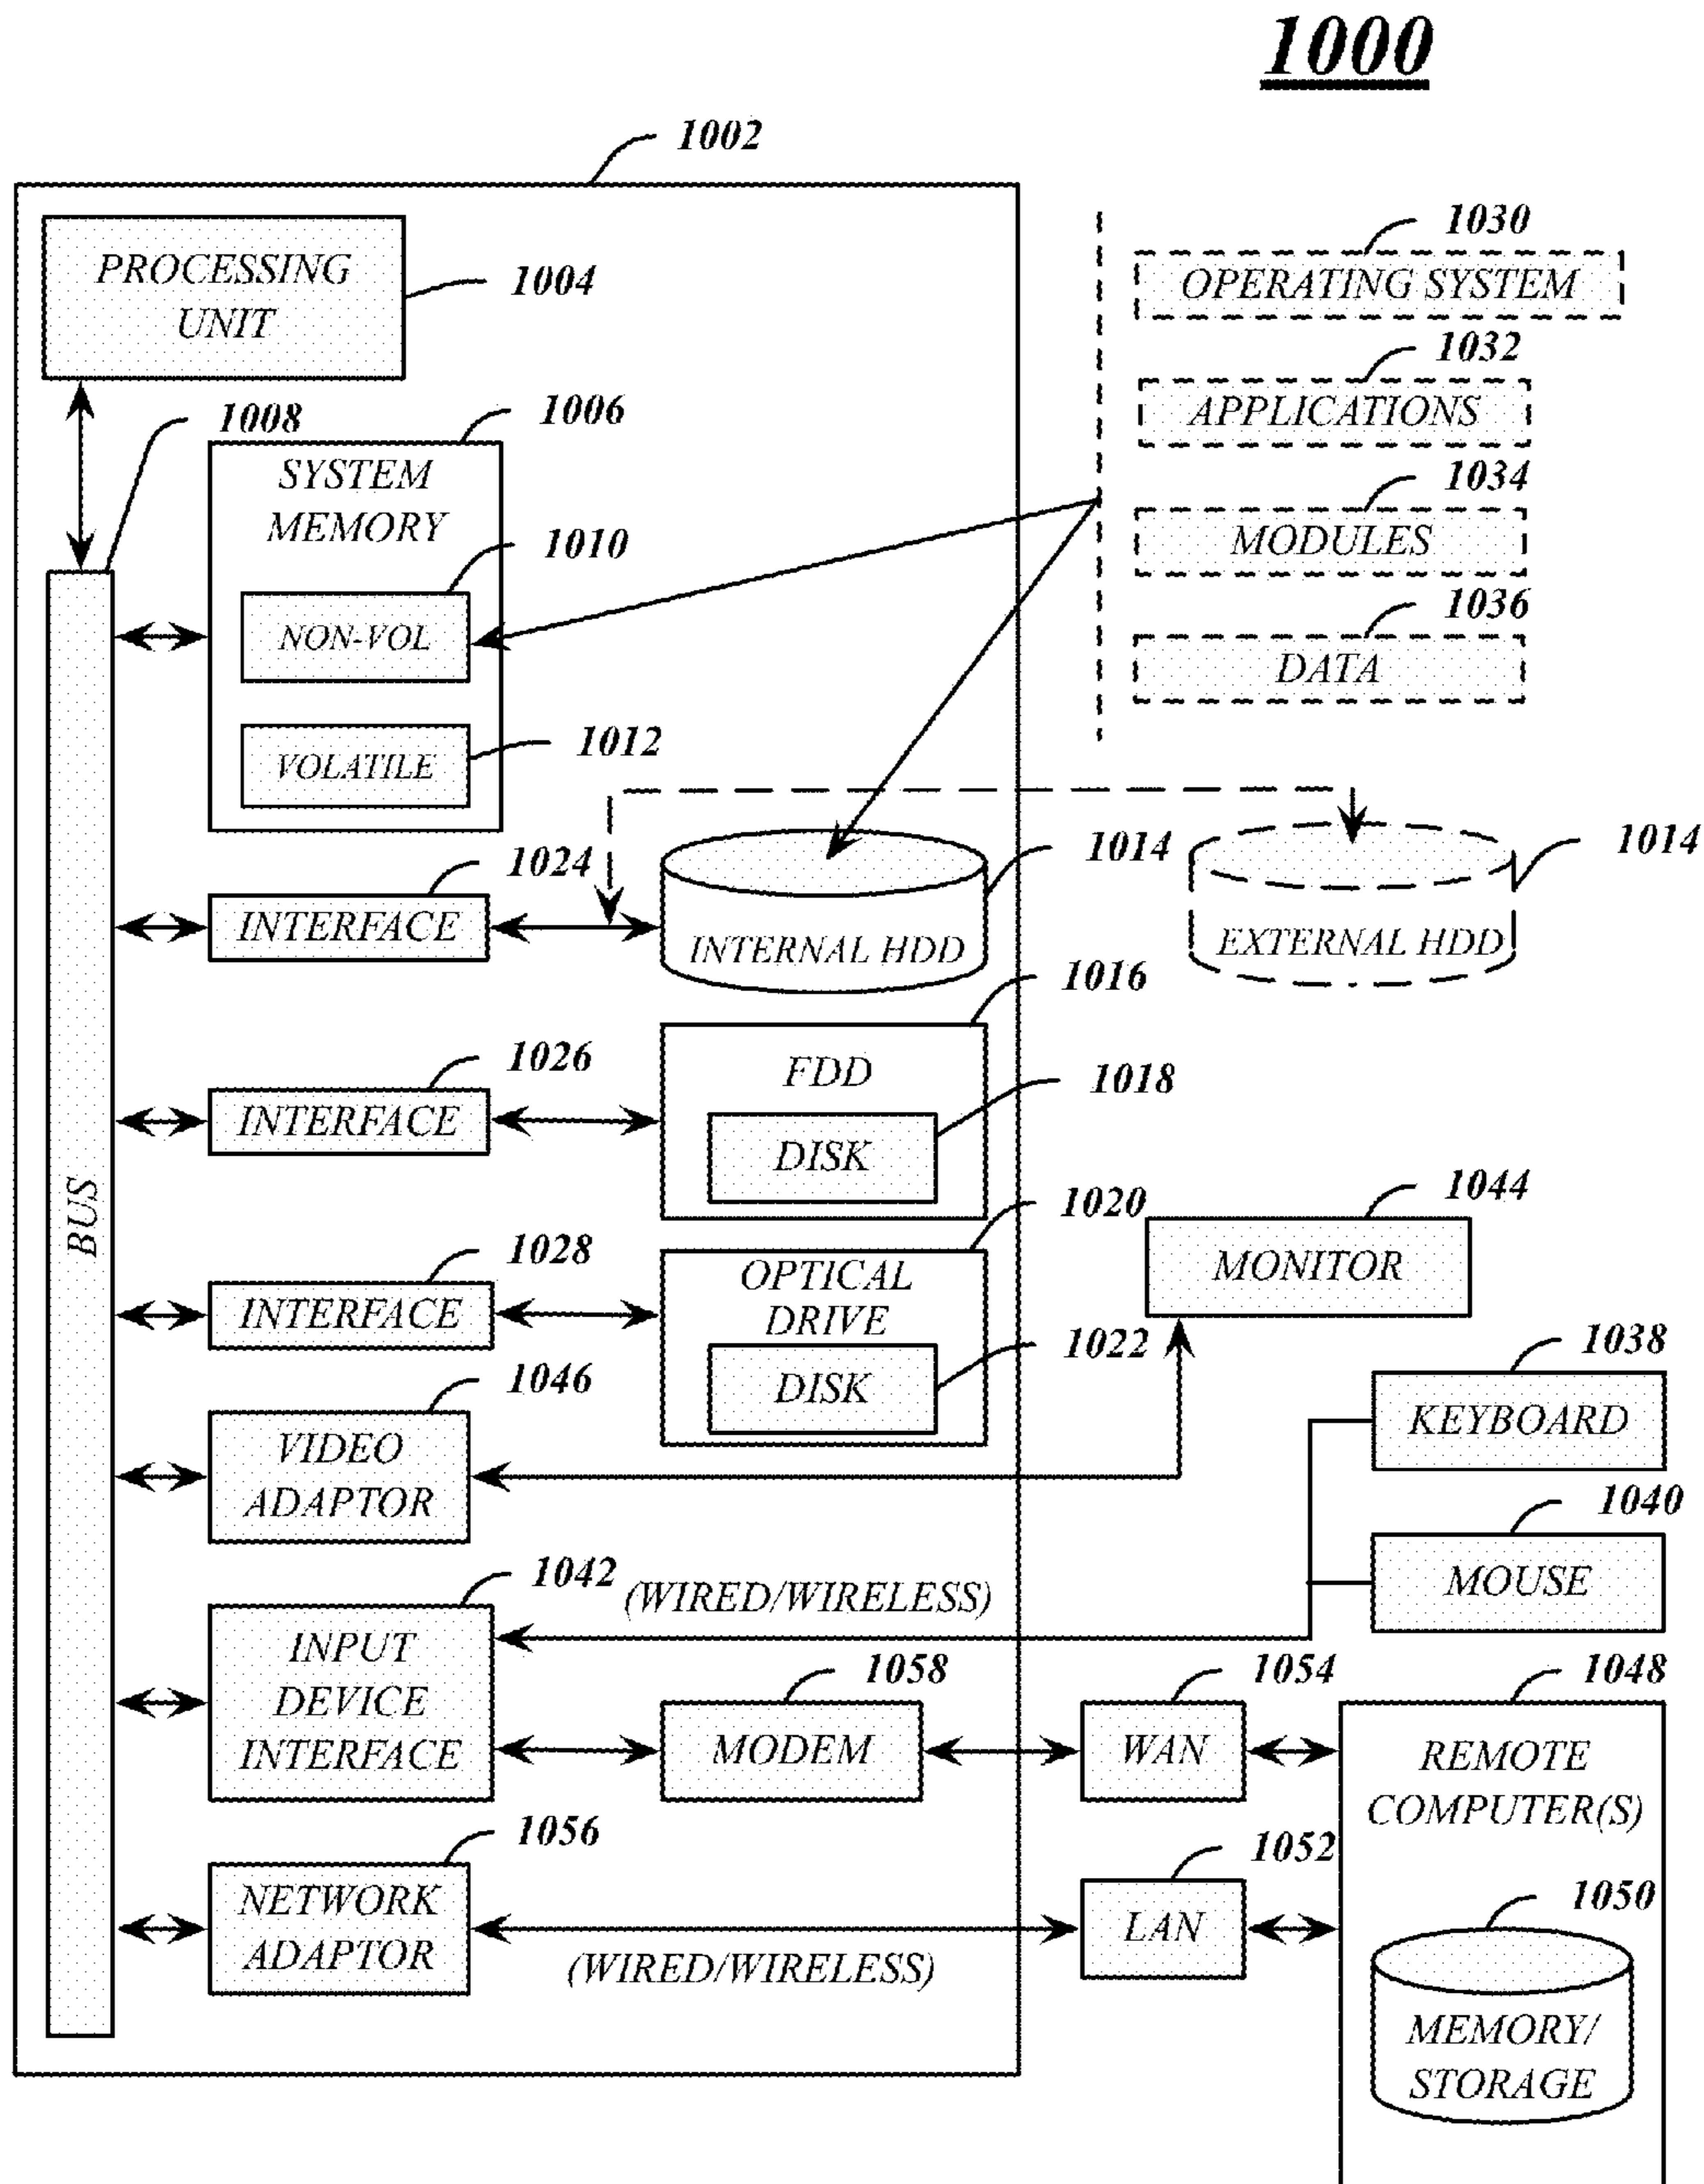 1000
1002
PROCESSING
UNIT
1004
1030
OPERATING SYSTEM
1032
APPLICATIONS
1034
MODULES
1036
DATA
1008
1006
SYSTEM
MEMORY
1010
NON-VOL
1012
VOLATILE
BUS
1024
INTERFACE
1014
INTERNAL HDD
1014
EXTERNAL HDD
1026
INTERFACE
1016
FDD
1018
DISK
1028
INTERFACE
1020
OPTICAL
DRIVE
1022
DISK
1044
MONITOR
1046
VIDEO
ADAPTOR
1038
KEYBOARD
1040
MOUSE
1042
INPUT
DEVICE
INTERFACE
(WIRED/WIRELESS)
1058
MODEM
1054
WAN
1048
REMOTE
COMPUTER(S)
1056
NETWORK
ADAPTOR
(WIRED/WIRELESS)
1052
LAN
1050
MEMORY/
STORAGE